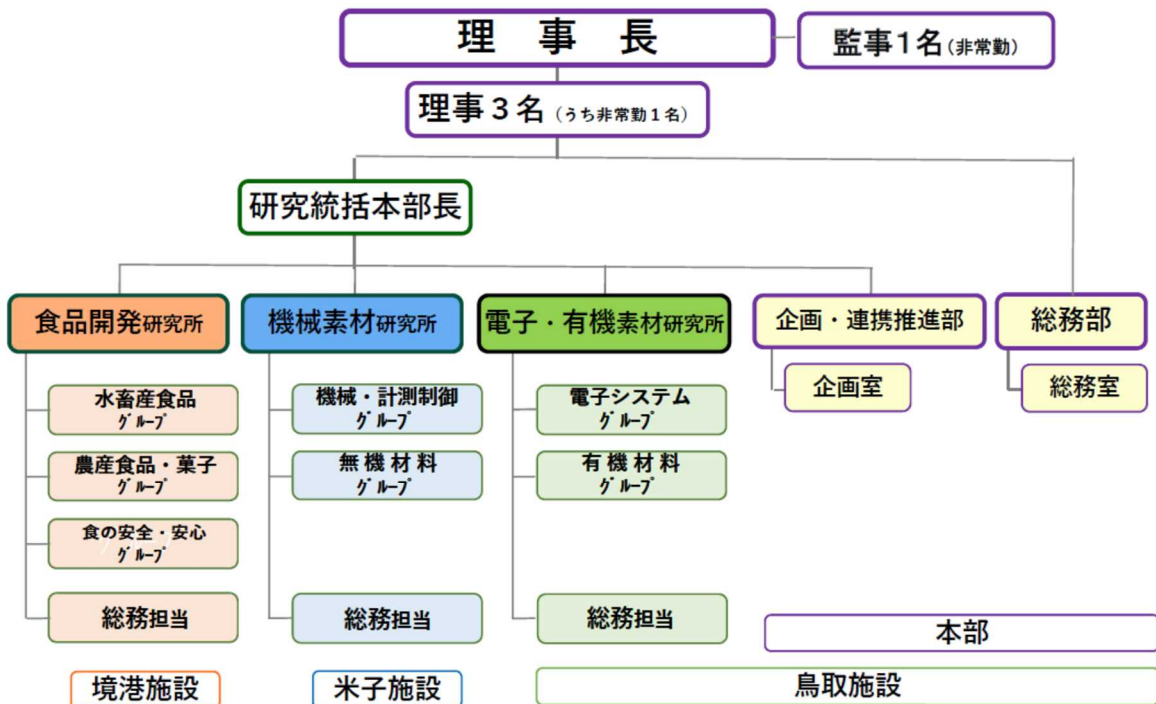 理 事 長
監事1名(非常勤)
理事3名(うち非常勤1名)
研究統括本部長
食品開発研究所
機械素材研究所
電子・有機素材研究所
企画・連携推進部
総務部
水畜産食品
グループ
農産食品・菓子
グループ
食の安全・安心
グループ
総務担当
機械・計測制御
グループ
無 機 材 料
グループ
総務担当
電子システム
グループ
有 機 材 料
グループ
総務担当
企画室
総務室
本部
境港施設
米子施設
鳥取施設